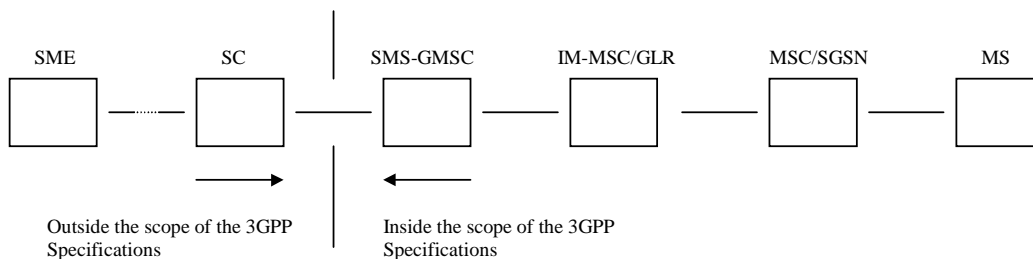 SME SC SMS-GMSC IM-MSC/GLR MSC/SGSN MS
Outside the scope of the 3GPP
Specifications
Inside the scope of the 3GPP
Specifications